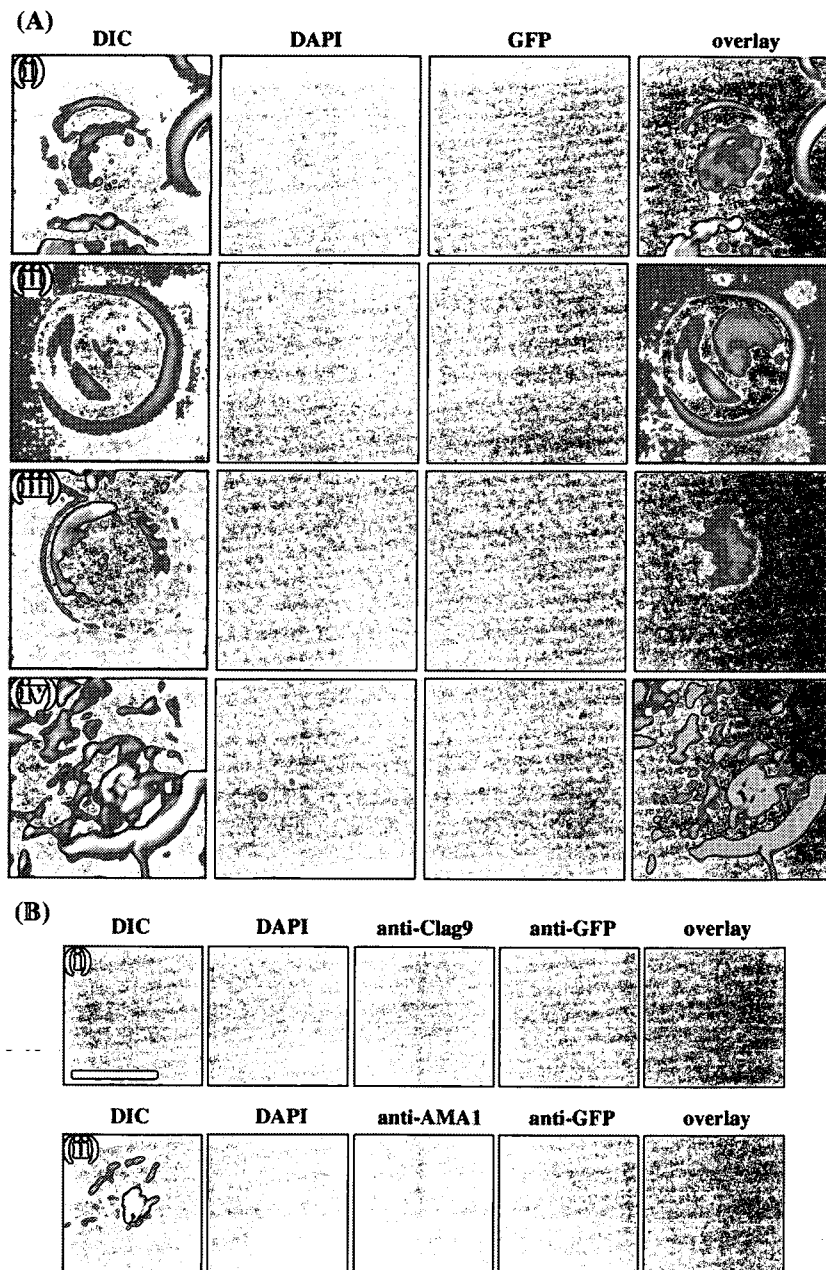 (A)
DIC DAPI GFP overlay
(i)
(ii)
(iii)
(iv)
(B)
DIC DAPI anti-Clag9 anti-GFP overlay
(i)
DIC DAPI anti-AMA1 anti-GFP overlay
(ii)